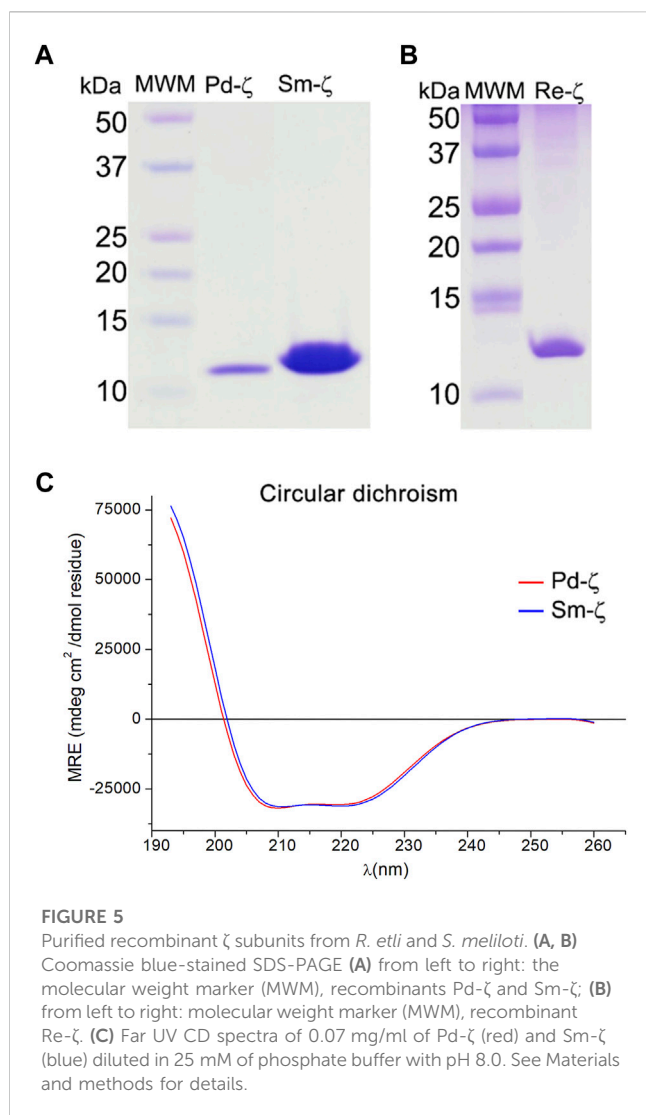 A
kDa MWM Pd-ζ Sm-ζ
50
37
25
20
15
10
B
kDa MWM Re-ζ
50
37
25
20
15
10
C
Circular dichroism
75000
50000
25000
0
-25000
MRE (mdeg cm² /dmol residue)
Pd-ζ
Sm-ζ
190 200 210 220 230 240 250 260
λ(nm)
FIGURE 5
Purified recombinant ζ subunits from R. etli and S. meliloti. (A, B)
Coomassie blue-stained SDS-PAGE (A) from left to right: the
molecular weight marker (MWM), recombinants Pd-ζ and Sm-ζ; (B)
from left to right: molecular weight marker (MWM), recombinant
Re-ζ. (C) Far UV CD spectra of 0.07 mg/ml of Pd-ζ (red) and Sm-ζ
(blue) diluted in 25 mM of phosphate buffer with pH 8.0. See Materials
and methods for details.